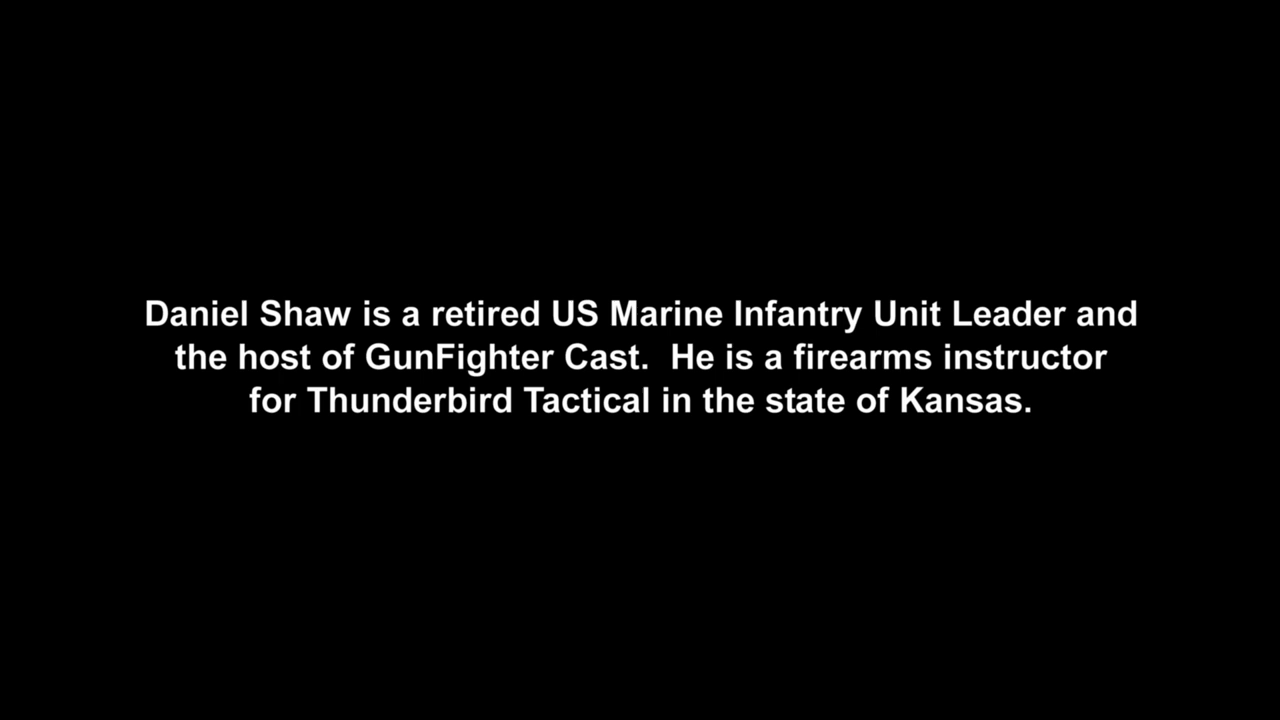 Daniel Shaw is a retired US Marine Infantry Unit Leader and
the host of GunFighter Cast.  He is a firearms instructor
for Thunderbird Tactical in the state of Kansas.